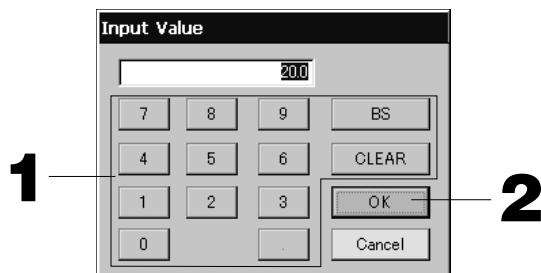 Input Value
20.0
7 8 9 BS
4 5 6 CLEAR
1 2 3 OK
0 . Cancel
1
2